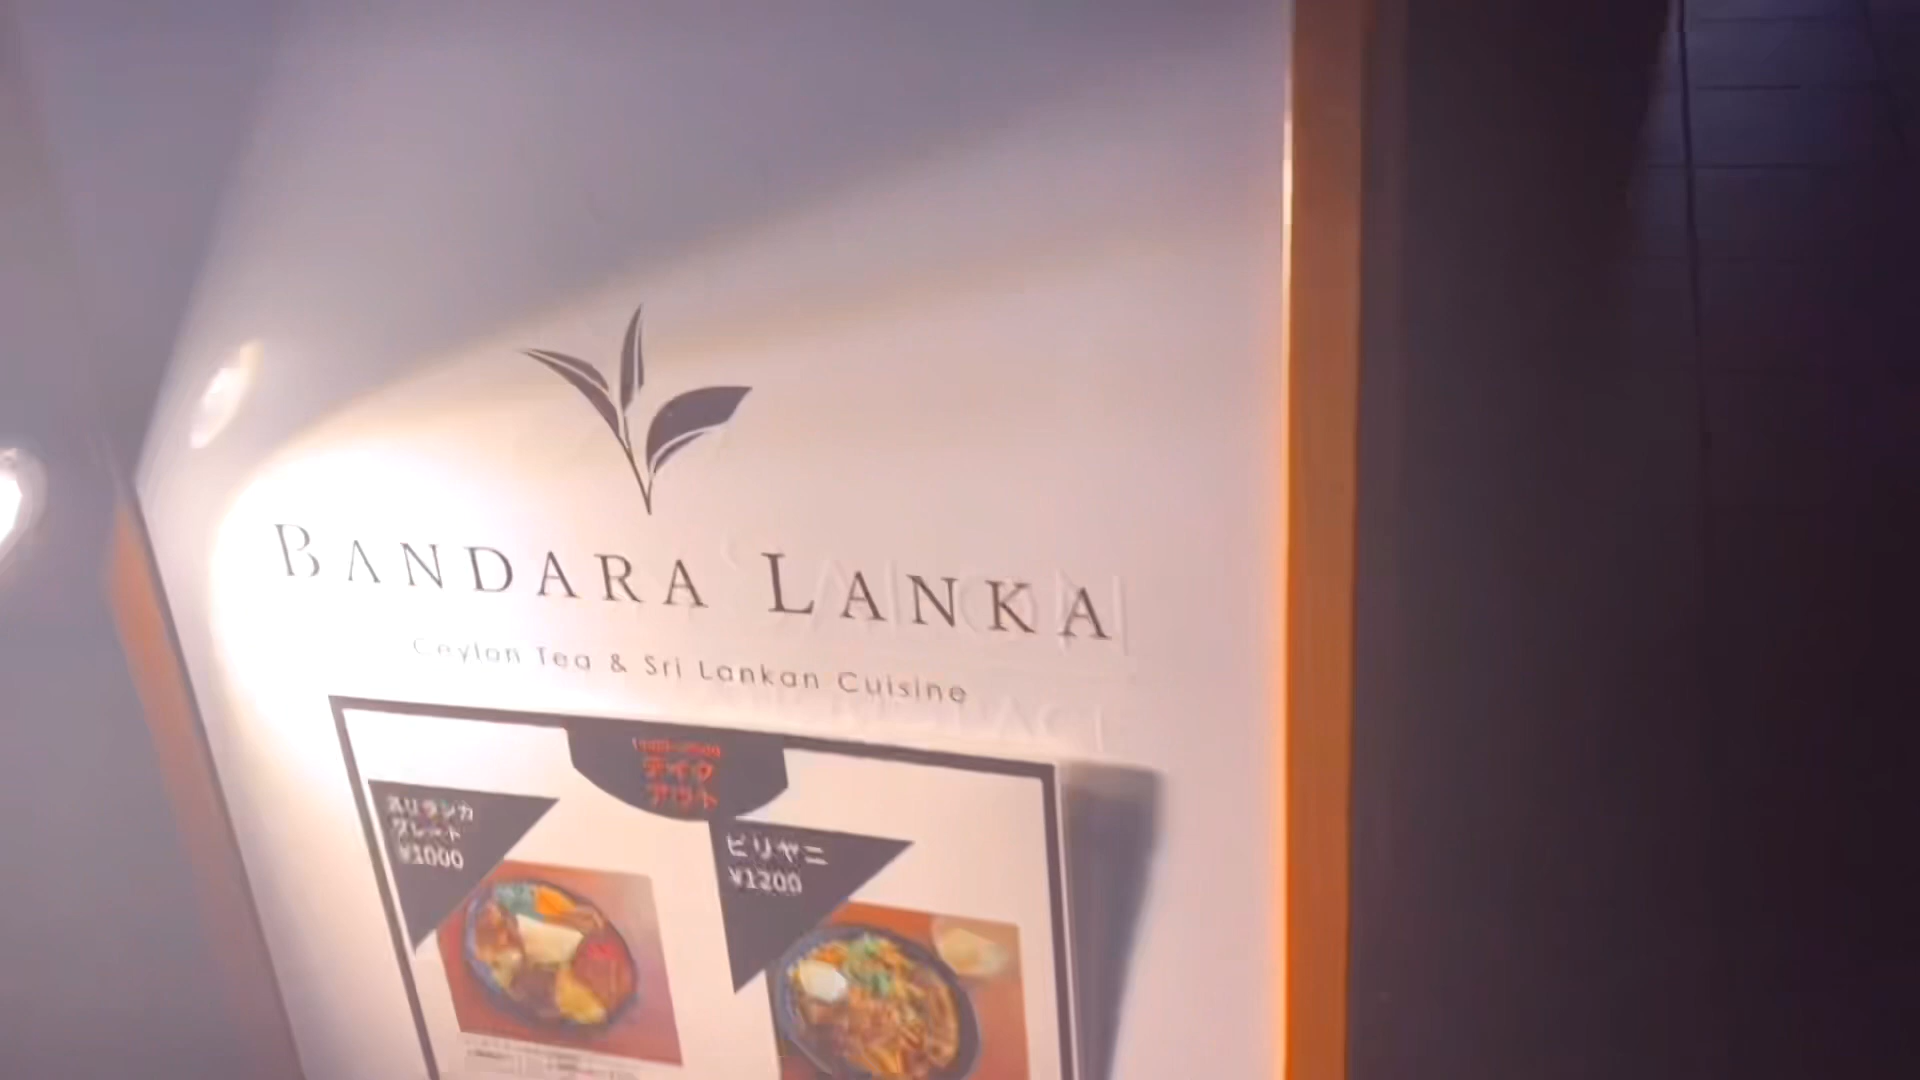 BANDARA LANKA
Ceylon Tea & Sri Lankan Cuisine
テイク
アウト
スリランカ
プレート
¥1000
ビリヤニ
¥1200